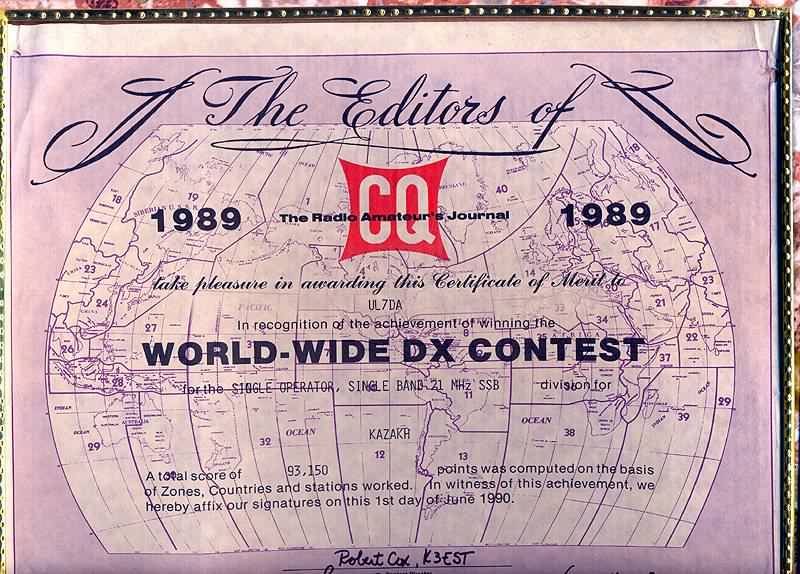 The Editors of
CQ
1989 The Radio Amateur's Journal 1989
take pleasure in awarding this Certificate of Merit to
UL7DA
In recognition of the achievement of winning the
WORLD-WIDE DX CONTEST
for the SINGLE OPERATOR, SINGLE BAND 21 MHz SSB division for
KAZAKH
A total score of 93,150 points was computed on the basis
of Zones, Countries and stations worked. In witness of this achievement, we
hereby affix our signatures on this 1st day of June 1990.
Robert Cox, K3EST